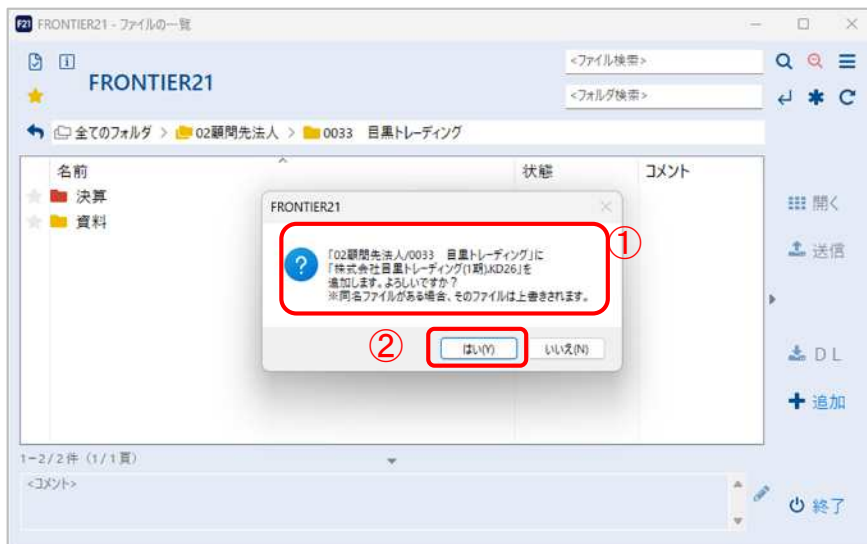 F21 FRONTIER21 - ファイルの一覧
<ファイル検索>
FRONTIER21
<フォルダ検索>
全てのフォルダ > 02顧問先法人 > 0033 目黒トレーディング
名前 状態 コメント
決算
資料
開く
送信
DL
追加
FRONTIER21
①
「02顧問先法人/0033 目黒トレーディング」に
「株式会社目黒トレーディング(1期).KD26」を
追加します。よろしいですか？
※同名ファイルがある場合、そのファイルは上書きされます。
②
はい(Y) いいえ(N)
1-2/2件 (1/1頁)
<コメント>
終了